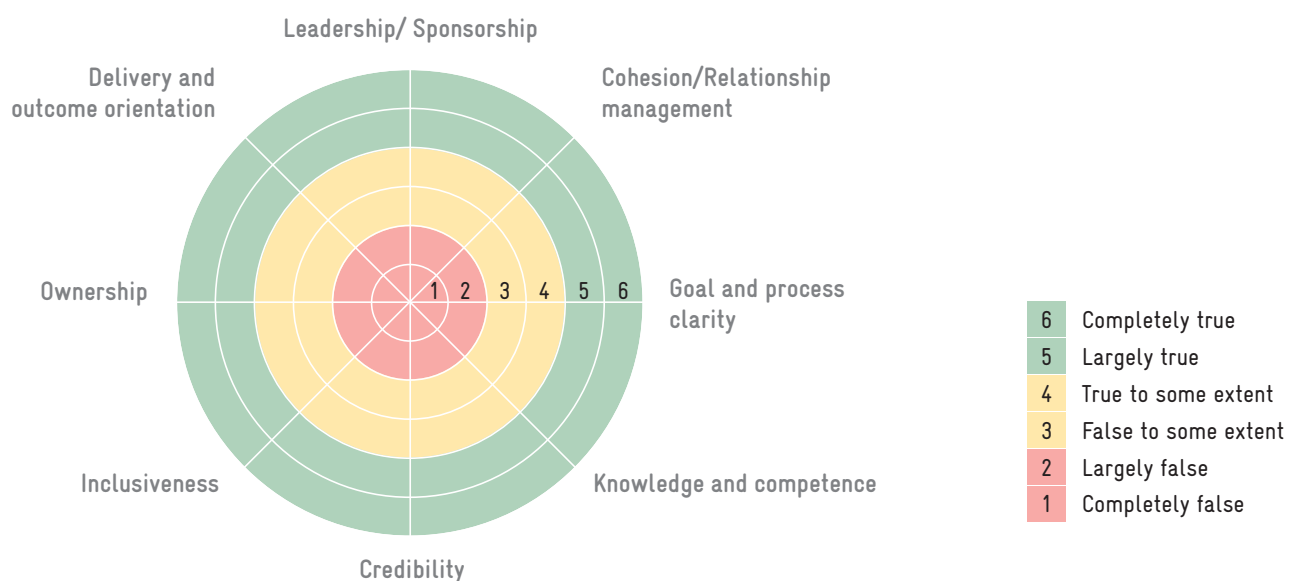 Leadership/ Sponsorship
Delivery and
outcome orientation
Cohesion/Relationship
management
Ownership
1 2 3 4 5 6
Goal and process
clarity
Inclusiveness
Knowledge and competence
Credibility
6 Completely true
5 Largely true
4 True to some extent
3 False to some extent
2 Largely false
1 Completely false